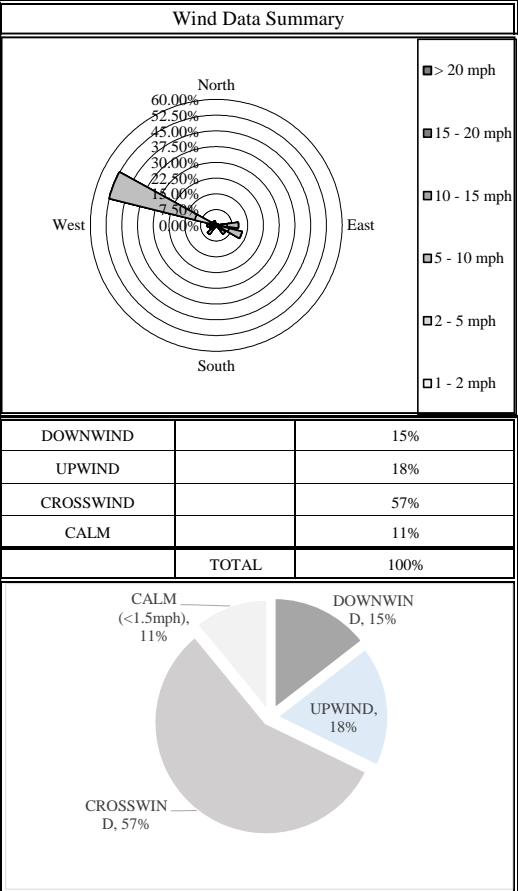 Wind Data Summary
North
60.00%
52.50%
45.00%
37.50%
30.00%
22.50%
15.00%
7.50%
0.00%
West
East
South
> 20 mph
15 - 20 mph
10 - 15 mph
5 - 10 mph
2 - 5 mph
1 - 2 mph
DOWNWIND 15%
UPWIND 18%
CROSSWIND 57%
CALM 11%
TOTAL 100%
CALM
(<1.5mph),
11%
DOWNWIN
D, 15%
UPWIND,
18%
CROSSWIN
D, 57%